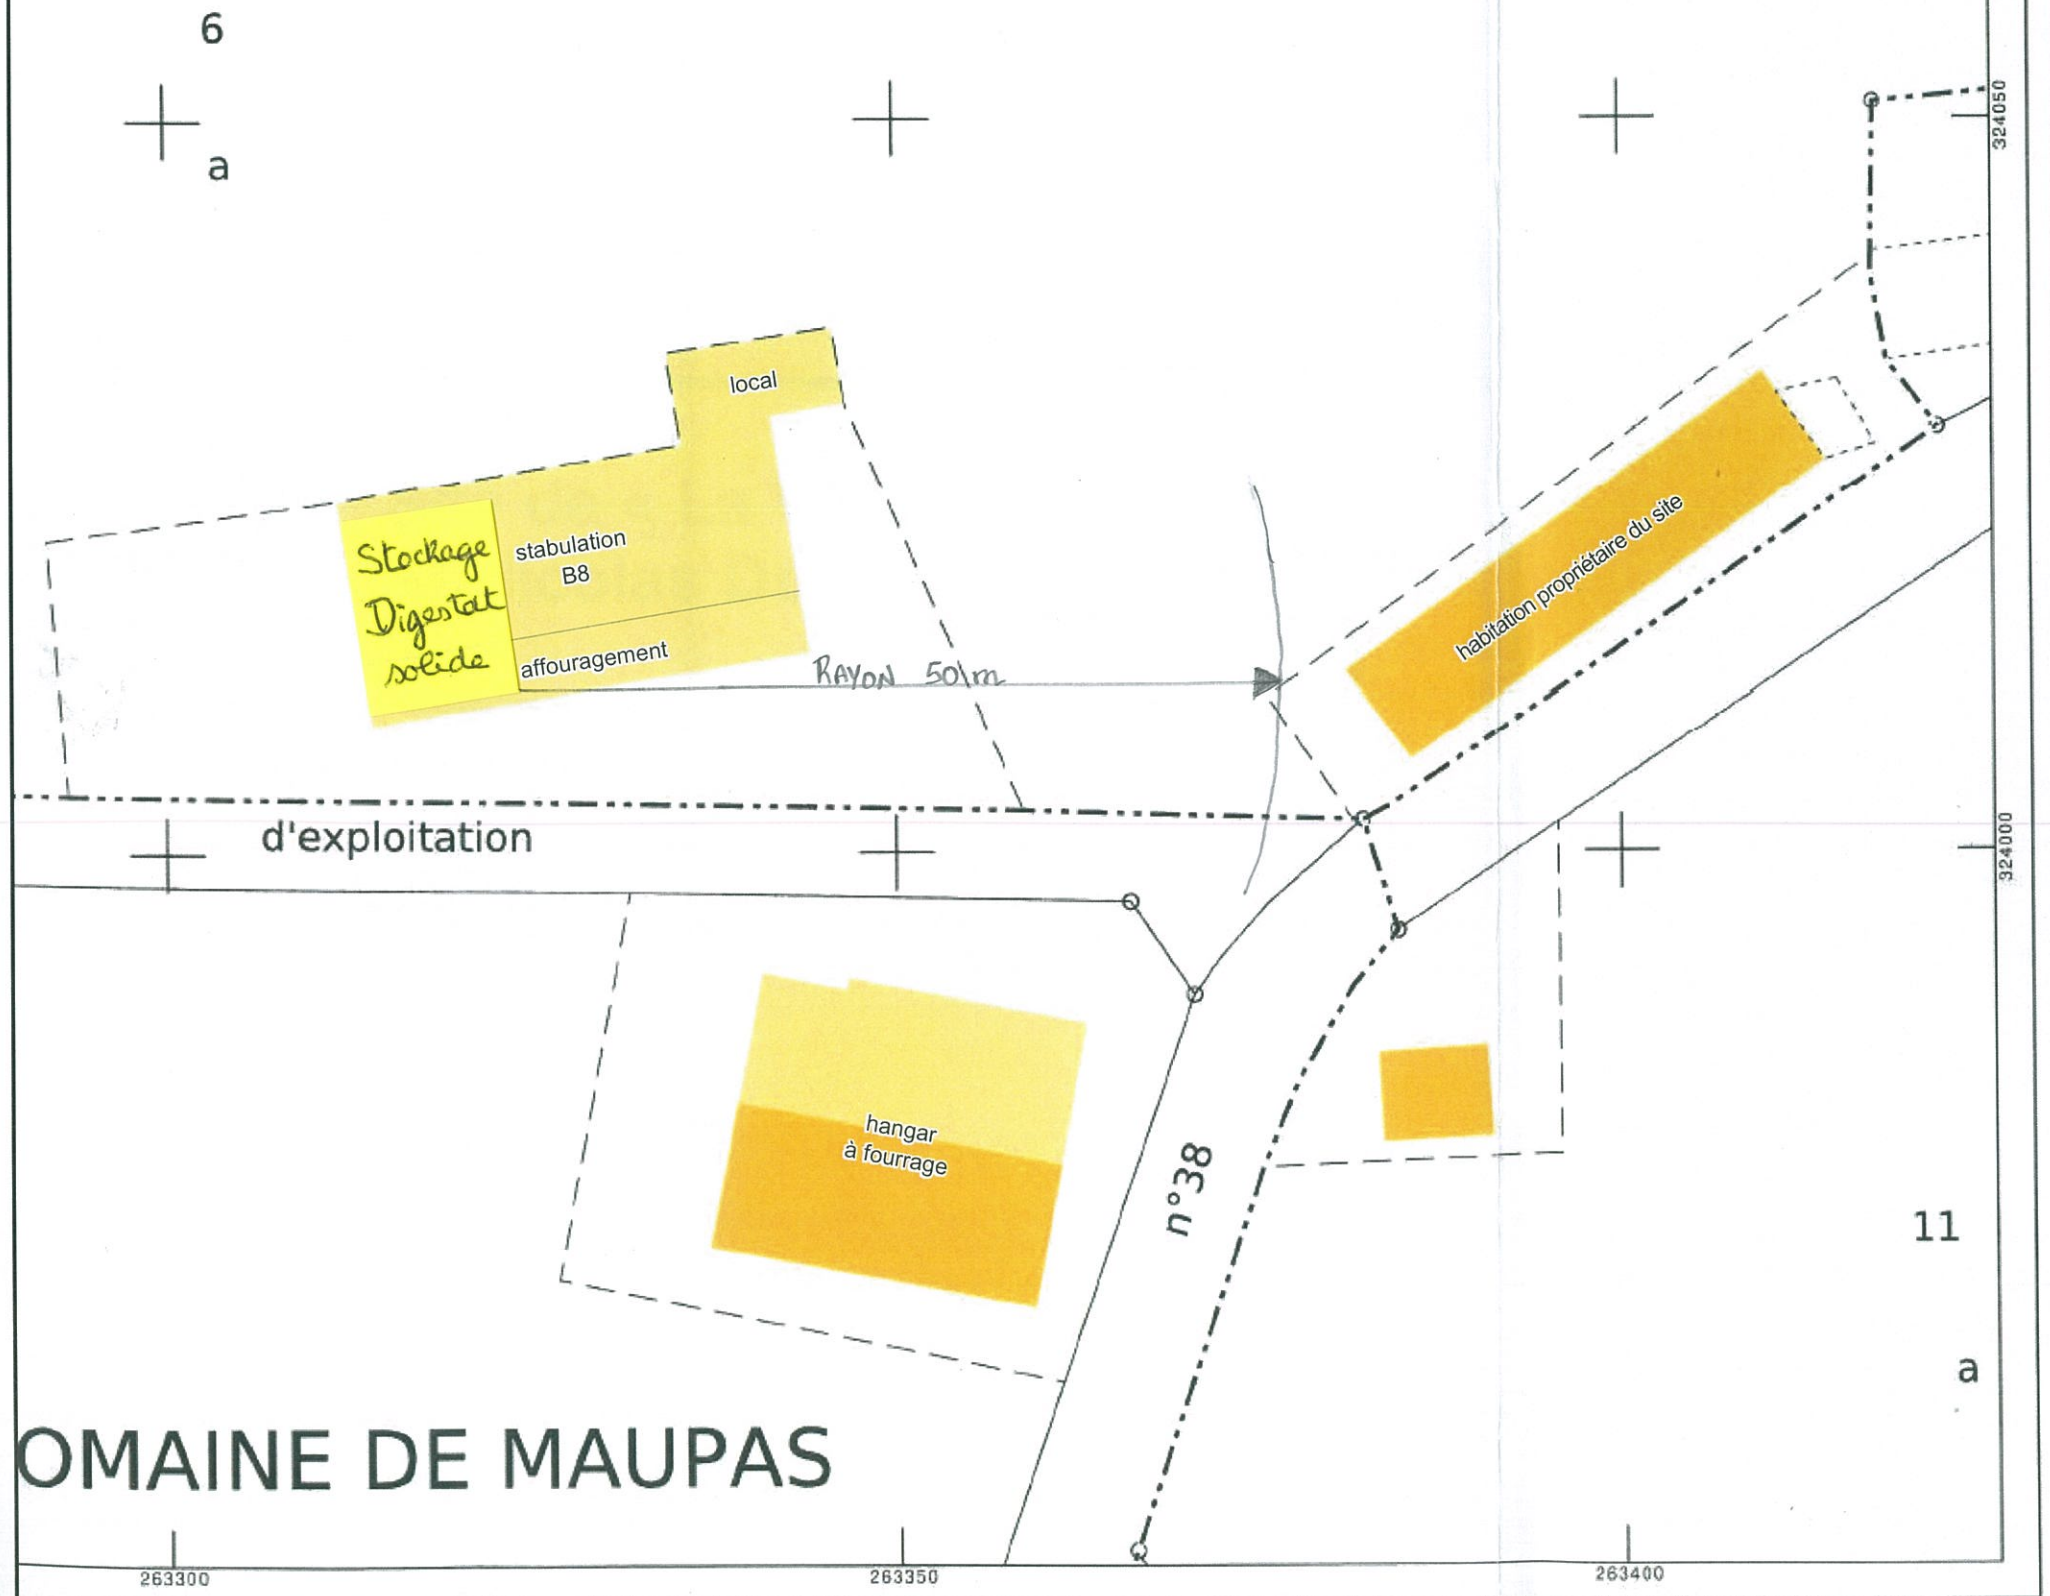 6
a
324050
local
Stockage
Digestat
solide
stabulation
B8
affouragement
RAYON 50m
habitation propriétaire du site
d'exploitation
324000
hangar
à fourrage
n°38
11
a
OMAINE DE MAUPAS
263300
263350
263400